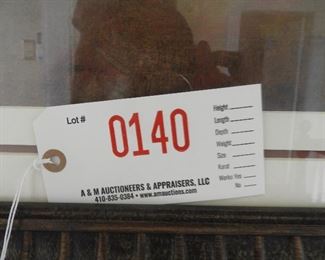 Lot #
0140
Height
Length
Depth
Weight
Size
Karat
Works: Yes
No
A & M AUCTIONEERS & APPRAISERS, LLC
410-835-0384 • www.amauctions.com